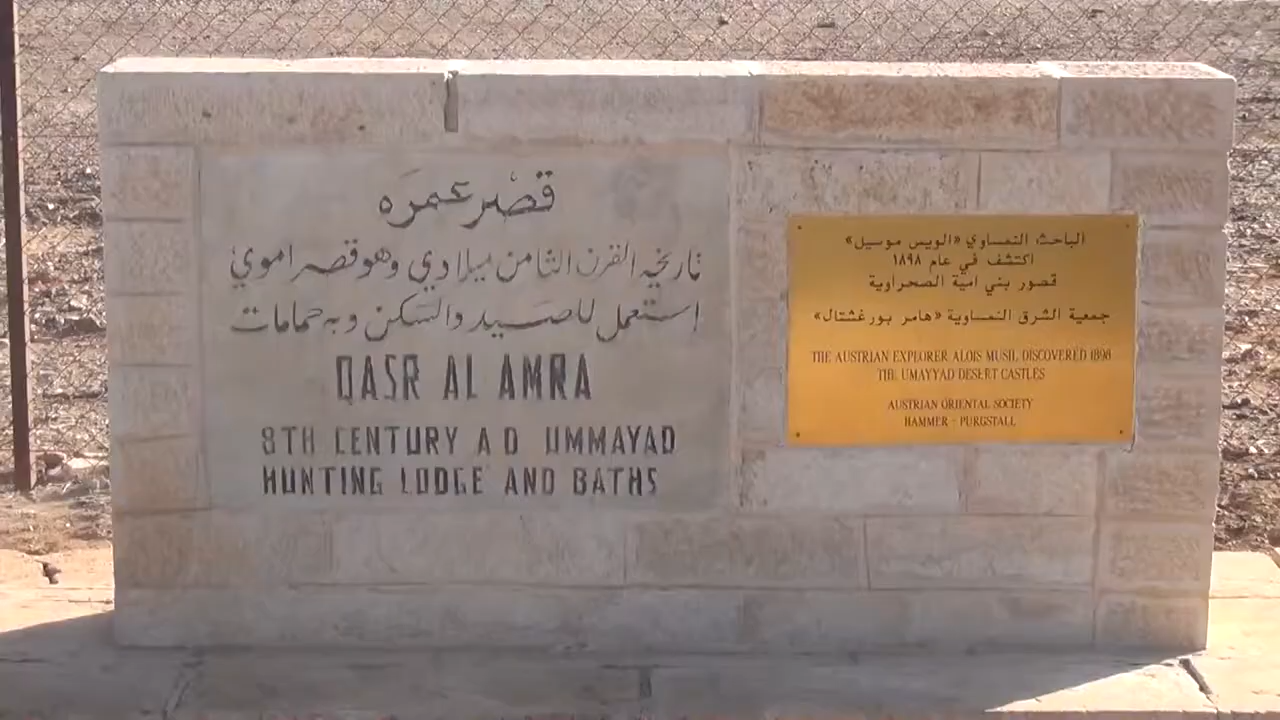 قصر عمره
تاريخه القرن الثامن ميلادي وهو قصر اموي
إستعمل للصيد والسكن وبه حمامات
QASR AL AMRA
8TH CENTURY A D UMMAYAD
HUNTING LODGE AND BATHS
الباحث النمساوي «الويس موسيل»
اكتشف في عام ١٨٩٨
قصور بني امية الصحراوية
جمعية الشرق النمساوية «هامر بورغشتال»
THE AUSTRIAN EXPLORER ALOIS MUSIL DISCOVERED 1898
THE UMAYYAD DESERT CASTLES
AUSTRIAN ORIENTAL SOCIETY
HAMMER - PURGSTALL